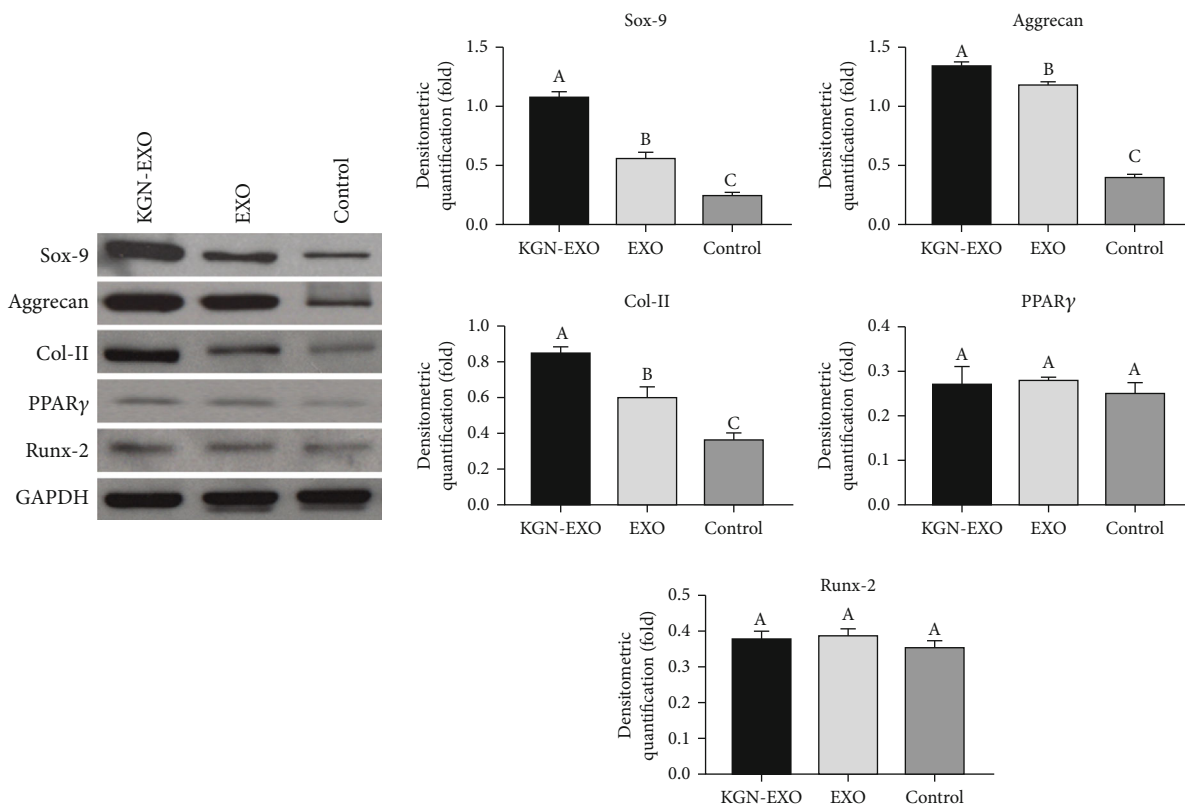 KGN-EXO
EXO
Control
Sox-9
Aggrecan
Col-II
PPARγ
Runx-2
GAPDH
Sox-9
Densitometric
quantification (fold)
1.5
1.0
0.5
0.0
A
B
C
KGN-EXO EXO Control
Aggrecan
Densitometric
quantification (fold)
1.5
1.0
0.5
0.0
A
B
C
KGN-EXO EXO Control
Col-II
Densitometric
quantification (fold)
0.8
0.6
0.4
0.2
0.0
1.0
A
B
C
KGN-EXO EXO Control
PPARγ
Densitometric
quantification (fold)
0.4
0.3
0.2
0.1
0.0
A A A
KGN-EXO EXO Control
Runx-2
Densitometric
quantification (fold)
0.5
0.4
0.3
0.2
0.1
0.0
A A A
KGN-EXO EXO Control